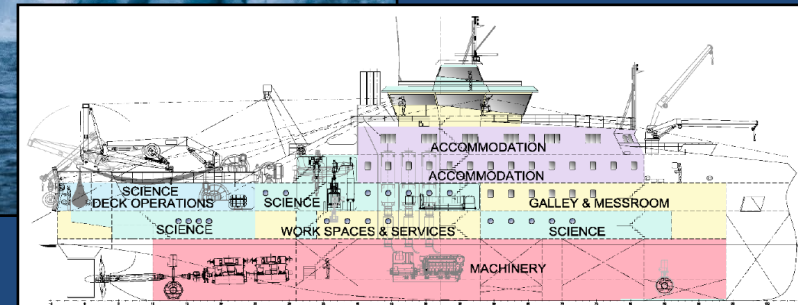 ACCOMMODATION
ACCOMMODATION
SCIENCE
DECK OPERATIONS
SCIENCE
GALLEY & MESSROOM
SCIENCE
WORK SPACES & SERVICES
SCIENCE
MACHINERY